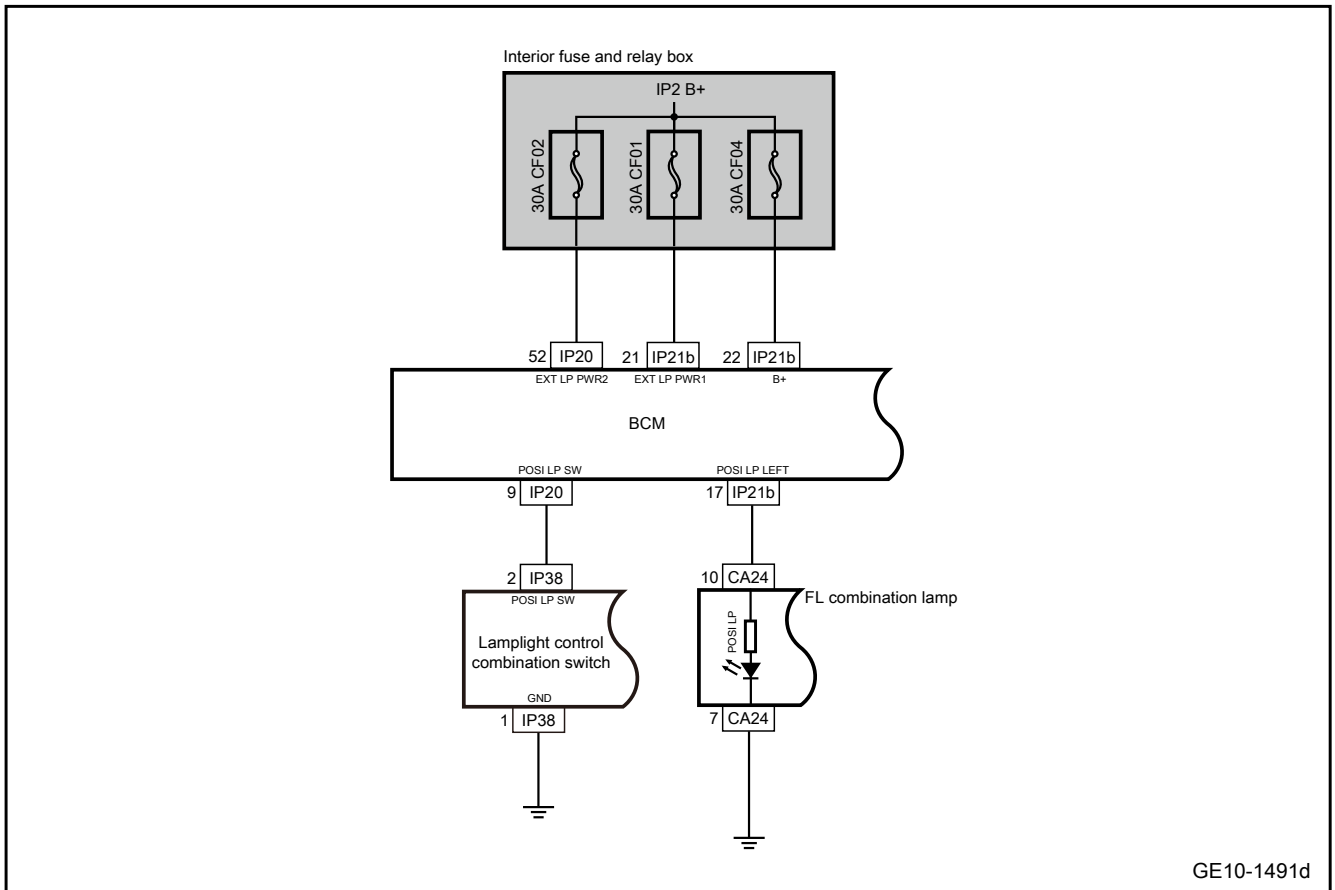 Interior fuse and relay box
IP2 B+
30A CF02
30A CF01
30A CF04
52 IP20
21 IP21b
22 IP21b
EXT LP PWR2
EXT LP PWR1
B+
BCM
POSI LP SW
POSI LP LEFT
9 IP20
17 IP21b
2 IP38
10 CA24
POSI LP SW
FL combination lamp
POSI LP
Lamplight control
combination switch
GND
1 IP38
7 CA24
GE10-1491d